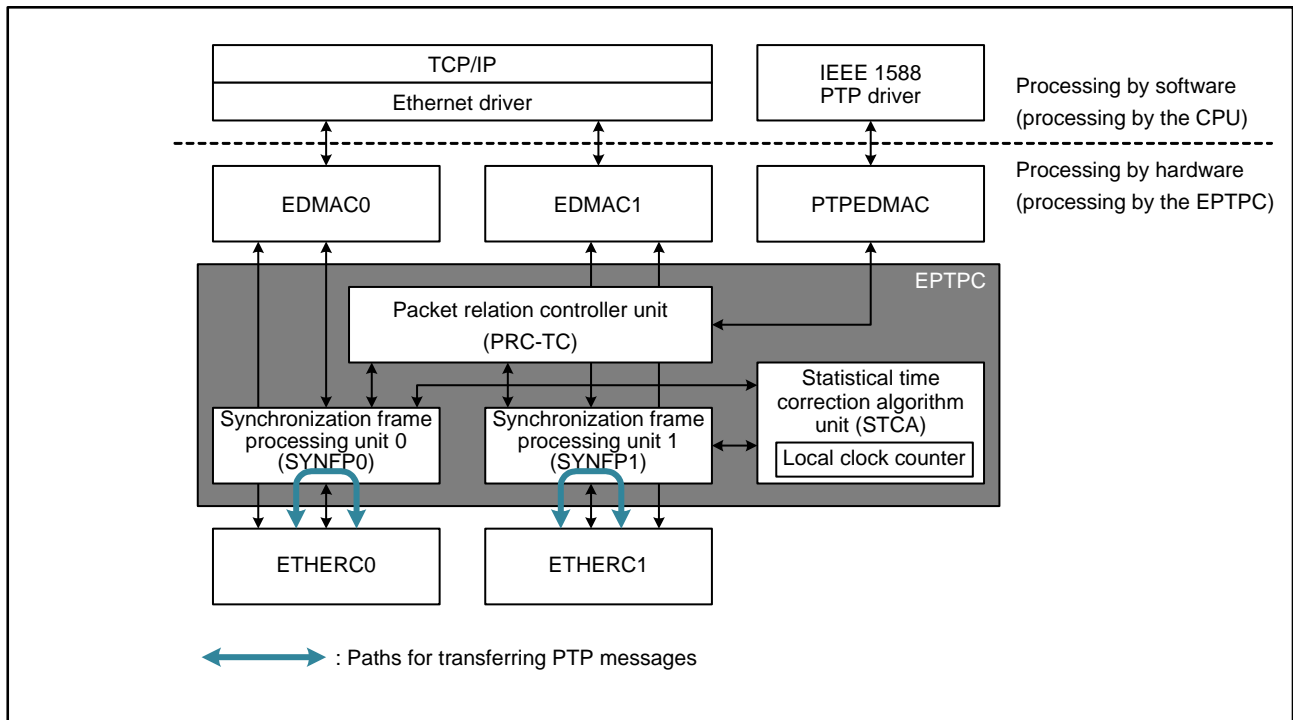 TCP/IP
Ethernet driver
IEEE 1588
PTP driver
Processing by software
(processing by the CPU)
EDMAC0
EDMAC1
PTPEDMAC
Processing by hardware
(processing by the EPTPC)
EPTPC
Packet relation controller unit
(PRC-TC)
Synchronization frame
processing unit 0
(SYNFP0)
Synchronization frame
processing unit 1
(SYNFP1)
Statistical time
correction algorithm
unit (STCA)
Local clock counter
ETHERC0
ETHERC1
: Paths for transferring PTP messages